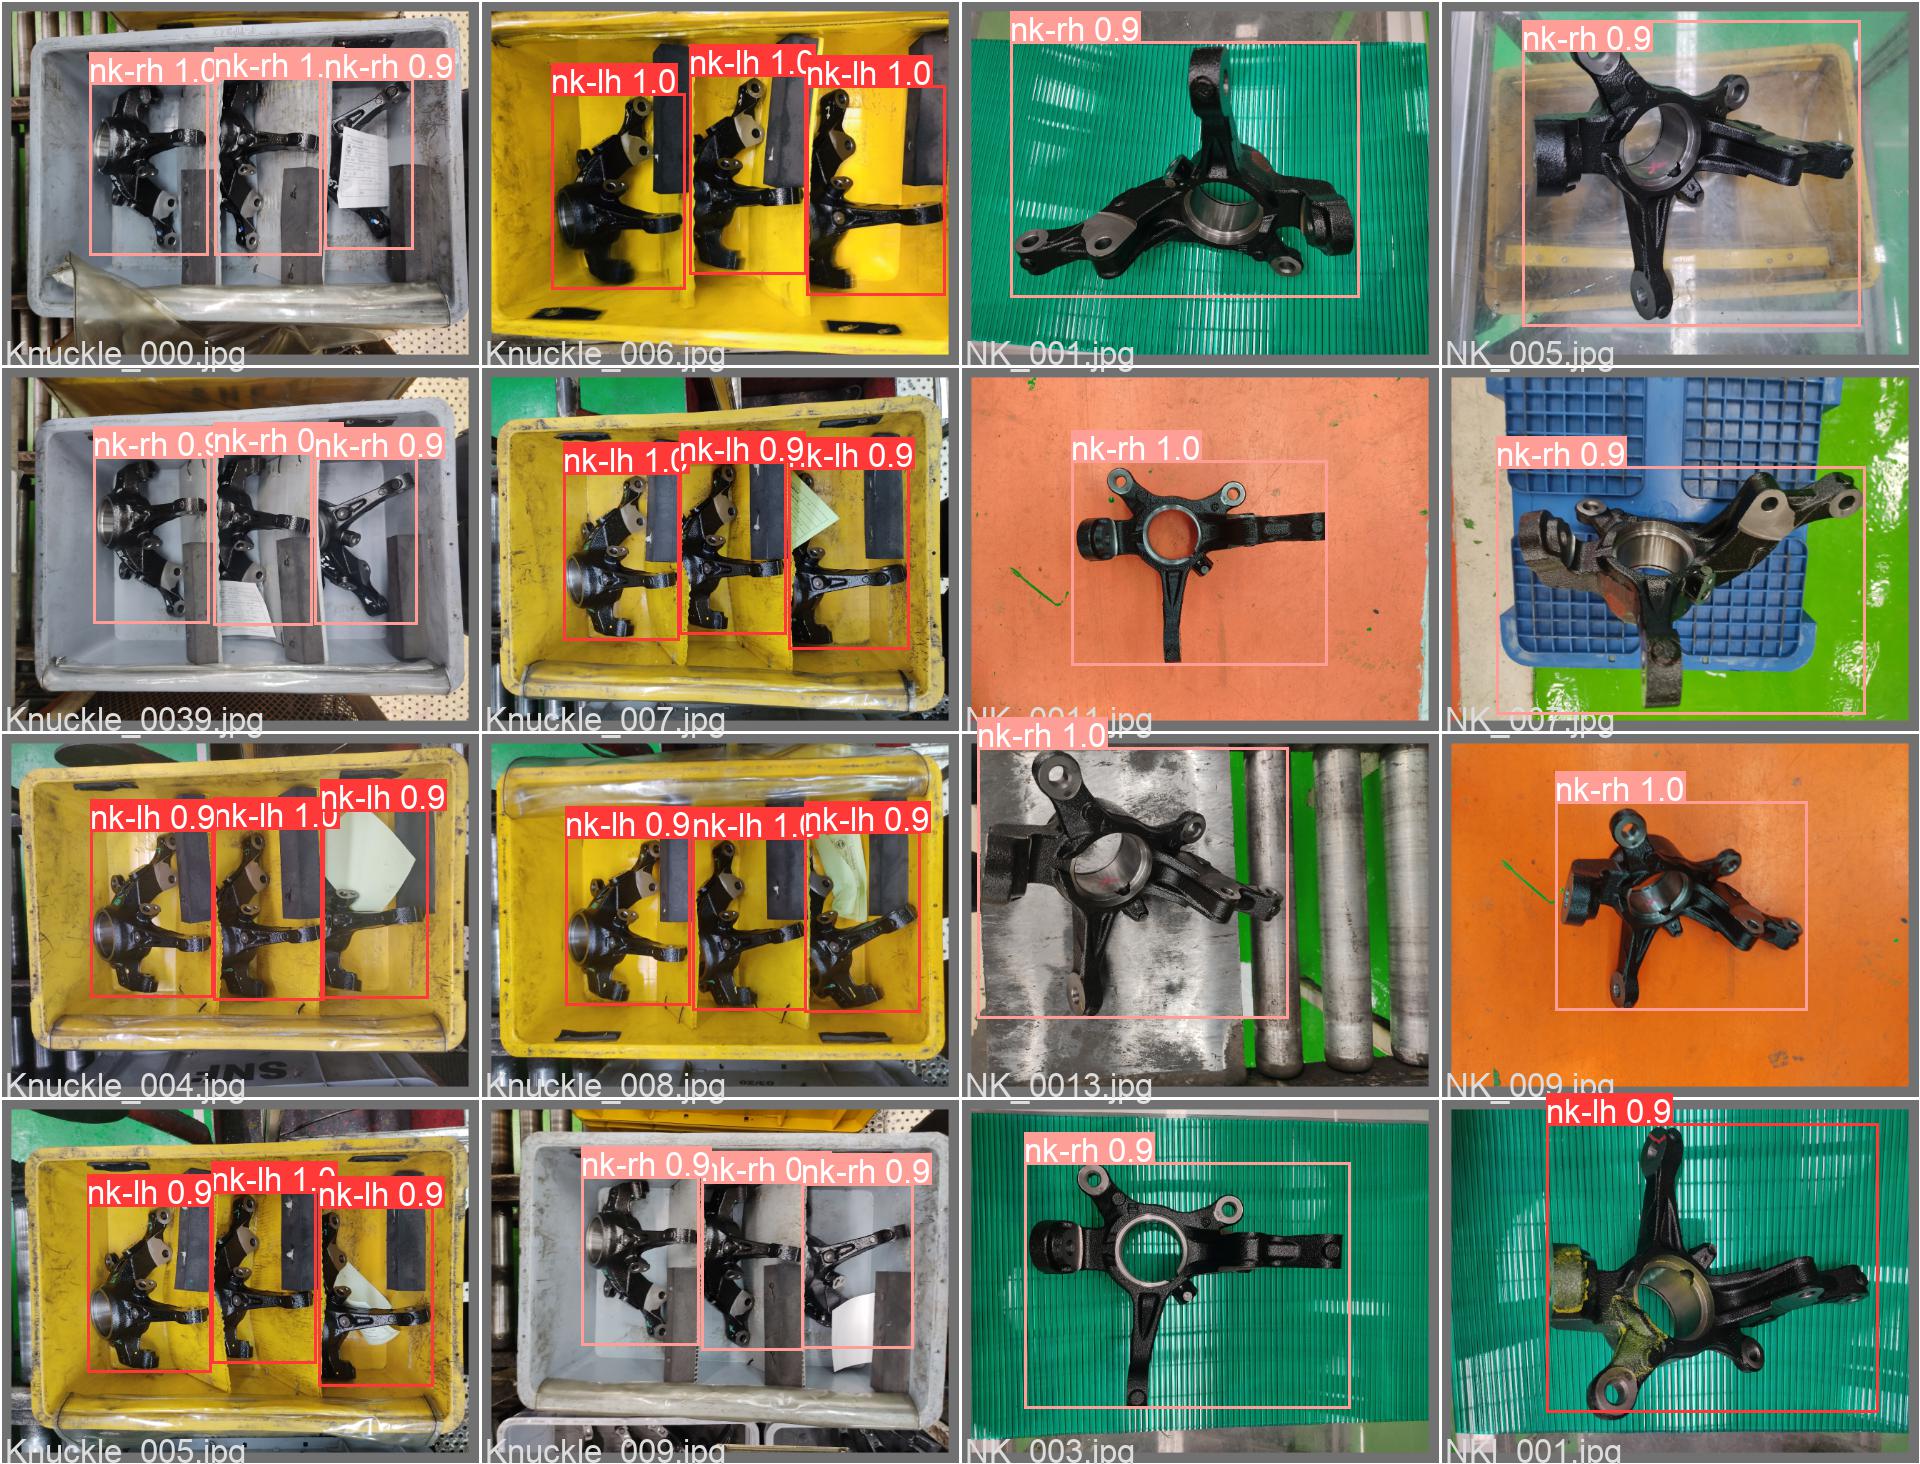 nk-rh 1.0
nk-rh 1.
nk-rh 0.9
Knuckle_000.jpg
nk-lh 1.0
nk-lh 1.0
nk-lh 1.0
Knuckle_006.jpg
nk-rh 0.9
NK_001.jpg
nk-rh 0.9
NK_005.jpg
nk-rh 0.9
nk-rh 0
nk-rh 0.9
Knuckle_0039.jpg
nk-lh 1.0
nk-lh 0.9
nk-lh 0.9
Knuckle_007.jpg
nk-rh 1.0
NK_0011.jpg
nk-rh 0.9
NK_007.jpg
nk-lh 0.9
nk-lh 1.0
nk-lh 0.9
SNF
Knuckle_004.jpg
nk-lh 0.9
nk-lh 1.0
nk-lh 0.9
Knuckle_008.jpg
nk-rh 1.0
NK_0013.jpg
nk-rh 1.0
NK_009.jpg
nk-lh 0.9
nk-lh 1.0
nk-lh 0.9
Knuckle_005.jpg
nk-rh 0.9
nk-rh 0
nk-rh 0.9
Knuckle_009.jpg
nk-rh 0.9
NK_003.jpg
nk-lh 0.9
NKl_001.jpg